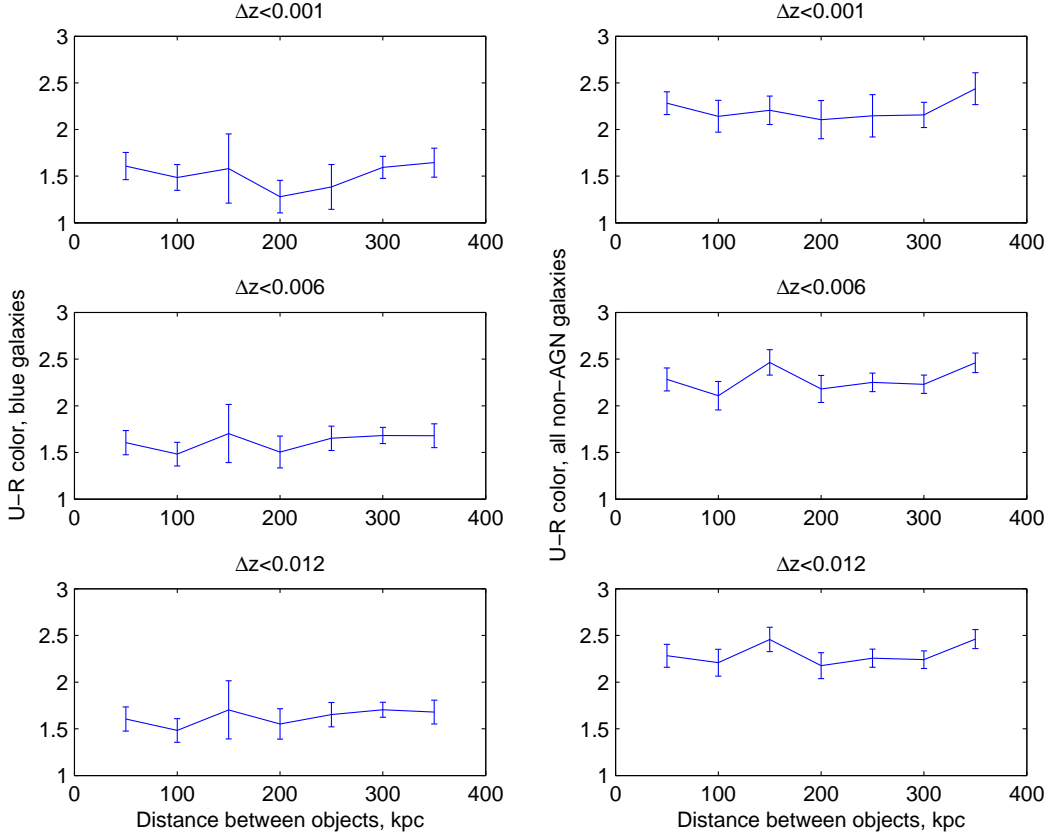 Δz<0.001
3
2.5
2
1.5
1
0 100 200 300 400
Δz<0.006
3
2.5
2
1.5
1
0 100 200 300 400
Δz<0.012
3
2.5
2
1.5
1
0 100 200 300 400
U−R color, blue galaxies
Distance between objects, kpc
Δz<0.001
3
2.5
2
1.5
1
0 100 200 300 400
Δz<0.006
3
2.5
2
1.5
1
0 100 200 300 400
Δz<0.012
3
2.5
2
1.5
1
0 100 200 300 400
U−R color, all non−AGN galaxies
Distance between objects, kpc